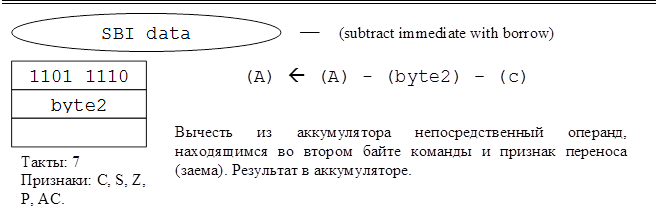 SBI data — (subtract immediate with borrow)
1101 1110 (A) 🡨 (A) - (byte2) - (c)
byte2
Вычесть из аккумулятора непосредственный операнд,
находящимся во втором байте команды и признак переноса
(заема). Результат в аккумуляторе.
Такты: 7
Признаки: C, S, Z,
P, AC.